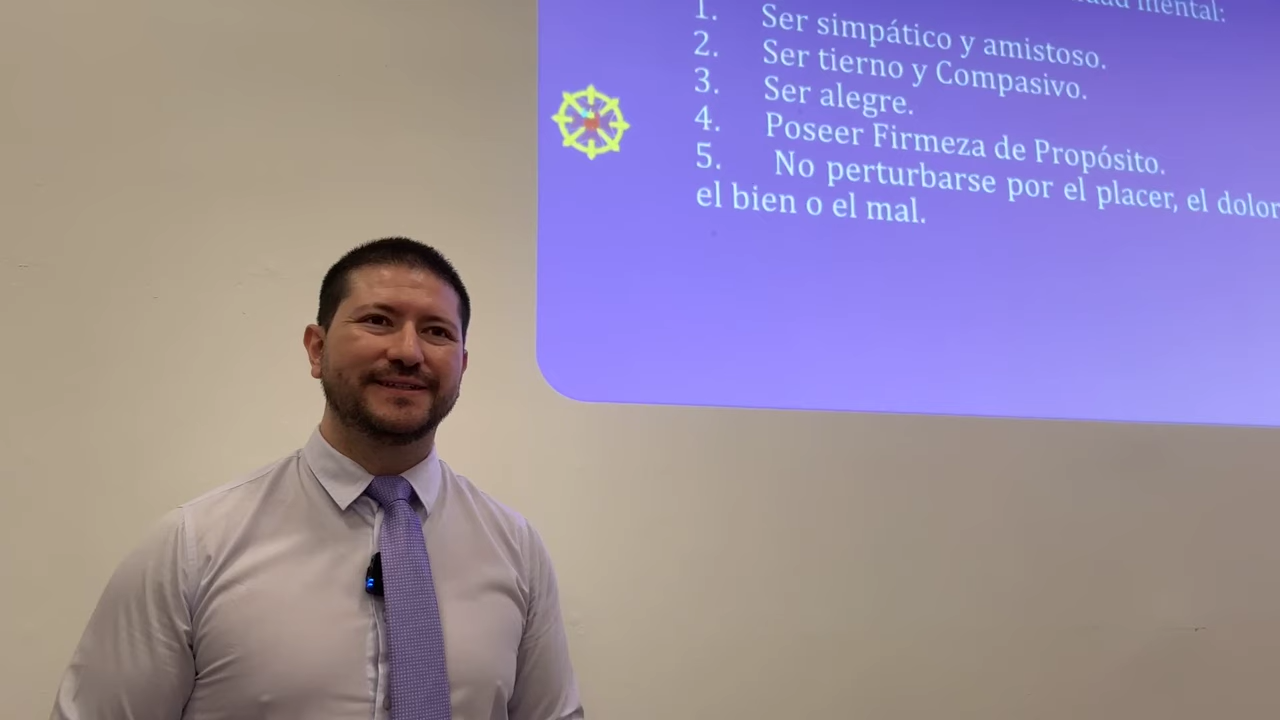 mental:
1. Ser simpático y amistoso.
2. Ser tierno y Compasivo.
3. Ser alegre.
4. Poseer Firmeza de Propósito.
5. No perturbarse por el placer, el dolor
el bien o el mal.